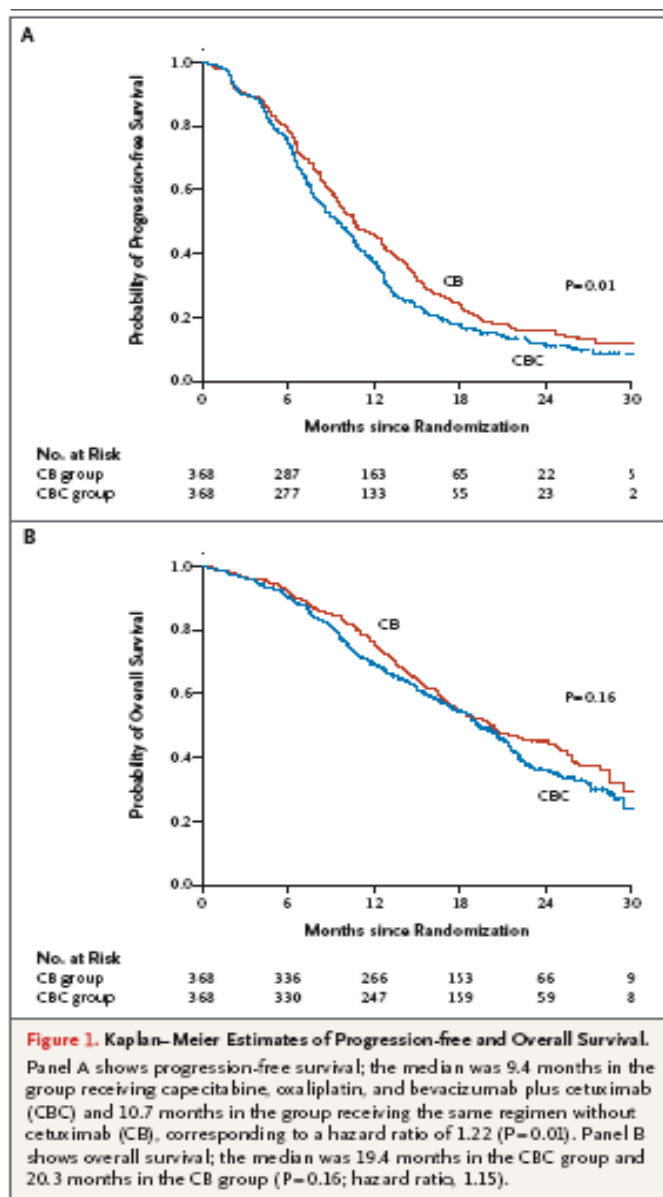 A
1.0
0.8
0.6
0.4
0.2
0.0
Probability of Progression-free Survival
CB
P=0.01
CBC
0 6 12 18 24 30
Months since Randomization
No. at Risk
CB group 368 287 163 65 22 5
CBC group 368 277 133 55 23 2
B
1.0
0.8
0.6
0.4
0.2
0.0
Probability of Overall Survival
CB
P=0.16
CBC
0 6 12 18 24 30
Months since Randomization
No. at Risk
CB group 368 336 266 153 66 9
CBC group 368 330 247 159 59 8
Figure 1. Kaplan–Meier Estimates of Progression-free and Overall Survival.
Panel A shows progression-free survival; the median was 9.4 months in the
group receiving capecitabine, oxaliplatin, and bevacizumab plus cetuximab
(CBC) and 10.7 months in the group receiving the same regimen without
cetuximab (CB), corresponding to a hazard ratio of 1.22 (P=0.01). Panel B
shows overall survival; the median was 19.4 months in the CBC group and
20.3 months in the CB group (P=0.16; hazard ratio, 1.15).